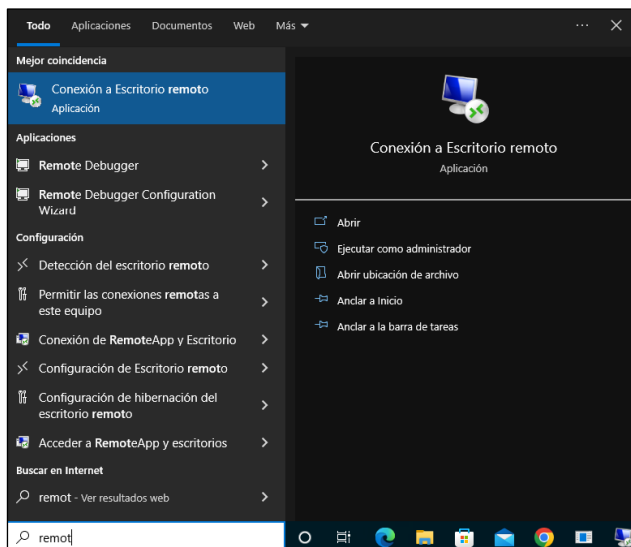 Todo Aplicaciones Documentos Web Más
Mejor coincidencia
Conexión a Escritorio remoto
Aplicación
Aplicaciones
Remote Debugger
Remote Debugger Configuration
Wizard
Configuración
Detección del escritorio remoto
Permitir las conexiones remotas a
este equipo
Conexión de RemoteApp y Escritorio
Configuración de Escritorio remoto
Configuración de hibernación del
escritorio remoto
Acceder a RemoteApp y escritorios
Buscar en Internet
remot - Ver resultados web
remot
Conexión a Escritorio remoto
Aplicación
Abrir
Ejecutar como administrador
Abrir ubicación de archivo
Anclar a Inicio
Anclar a la barra de tareas